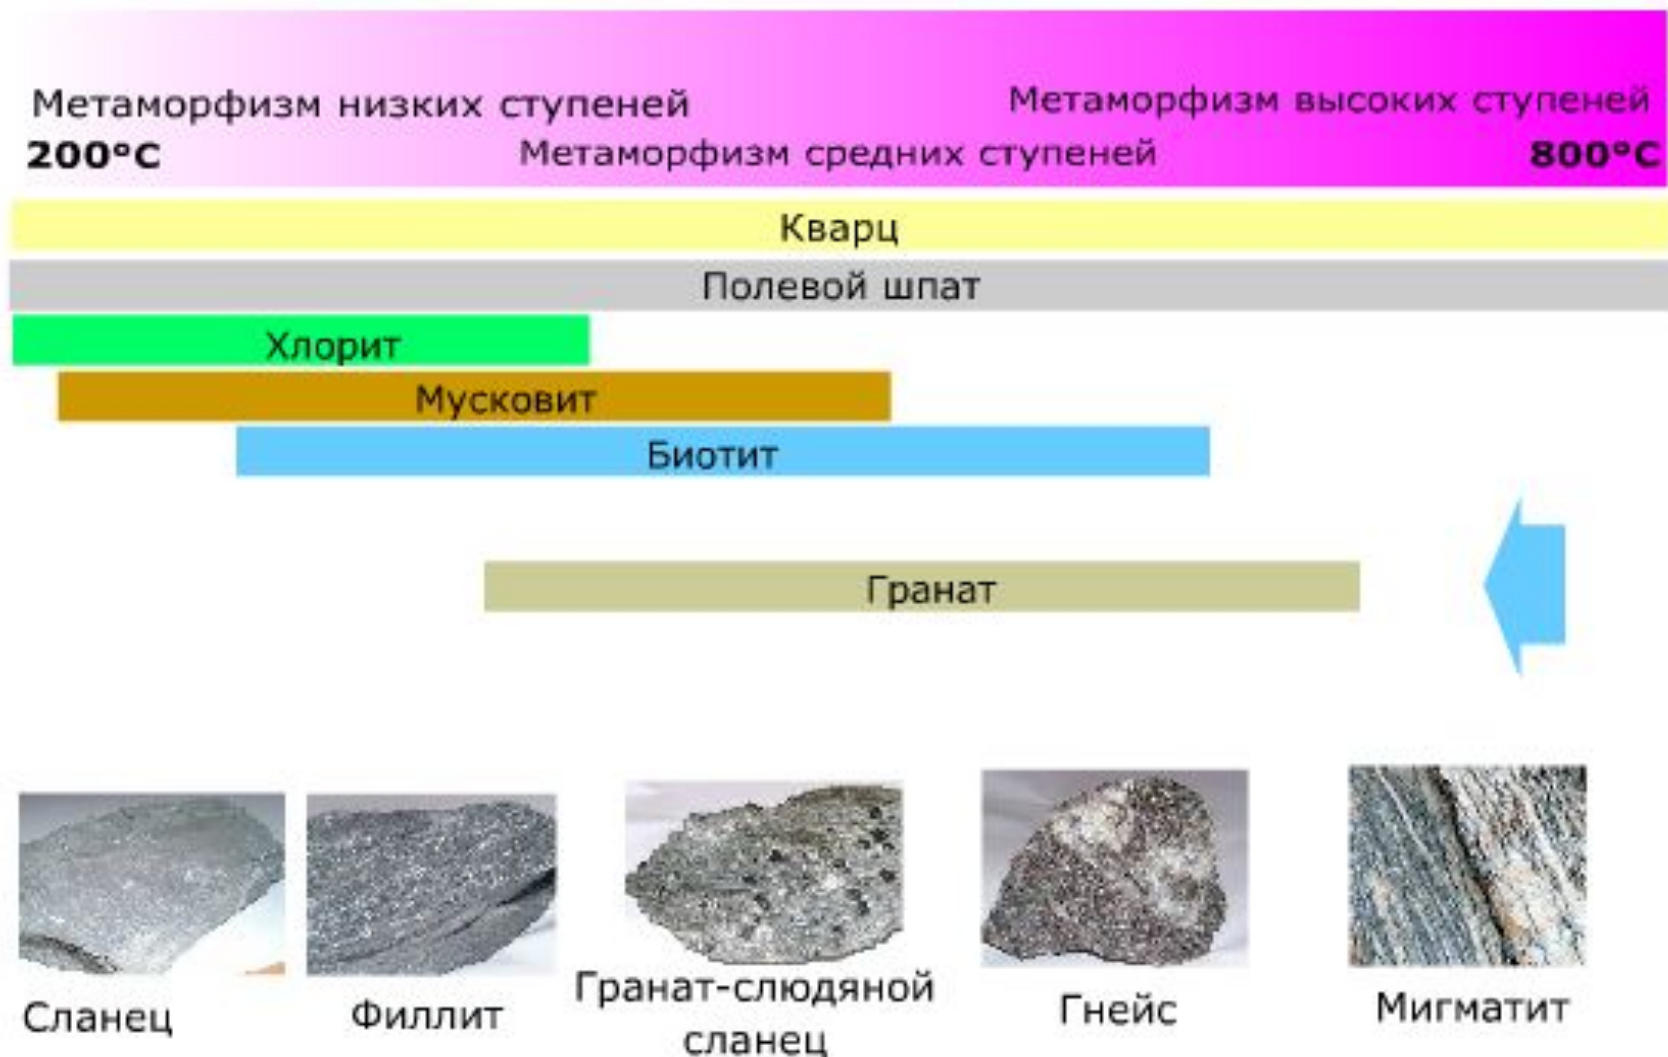 Метаморфизм низких ступеней
Метаморфизм высоких ступеней
200°C
Метаморфизм средних ступеней
800°C
Кварц
Полевой шпат
Хлорит
Мусковит
Биотит
Гранат
Сланец
Филлит
Гранат-слюдяной
сланец
Гнейс
Мигматит